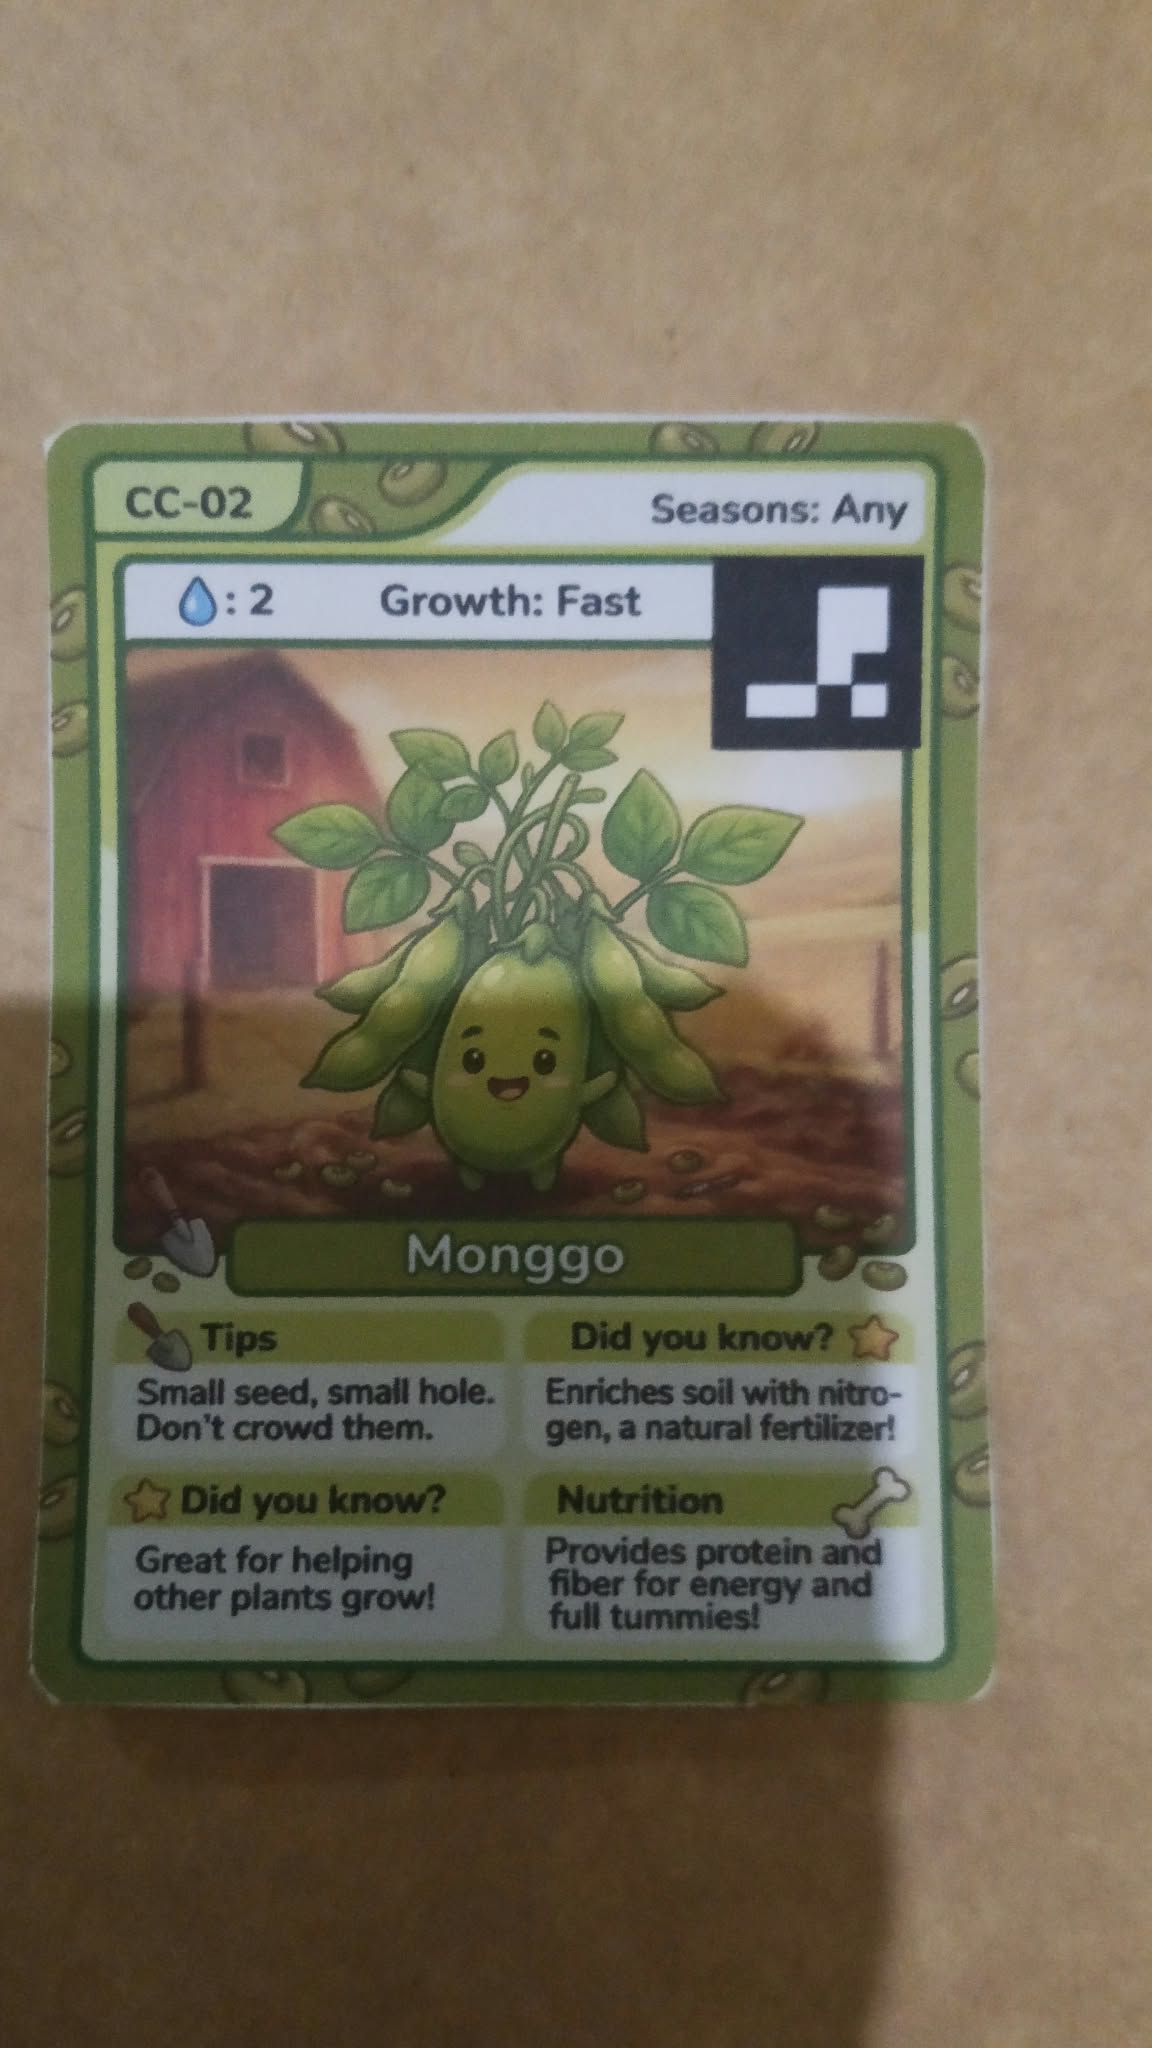 CC-02
Seasons: Any
: 2
Growth: Fast
Monggo
Tips
Small seed, small hole.
Don't crowd them.
Did you know?
Enriches soil with nitro-
gen, a natural fertilizer!
Did you know?
Great for helping
other plants grow!
Nutrition
Provides protein and
fiber for energy and
full tummies!